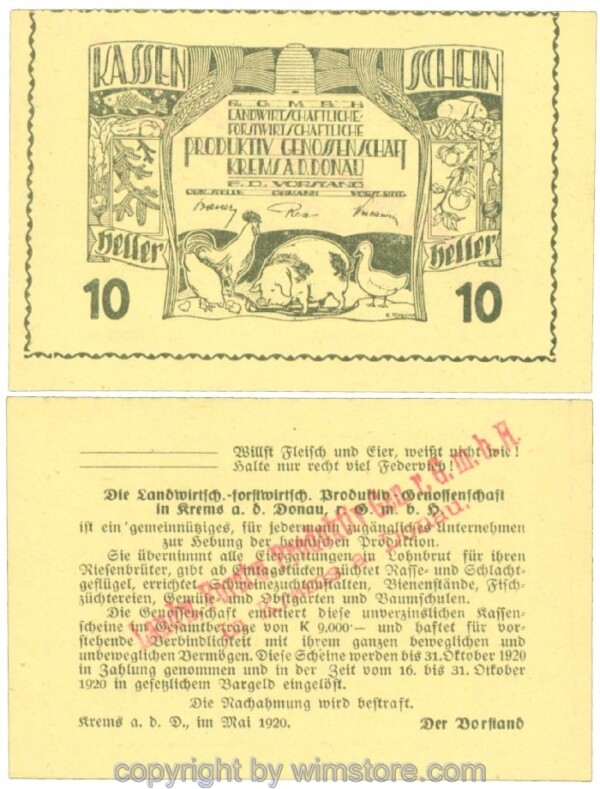 KASSEN SCHEIN
R. G. M. B. H.
LANDWIRTSCHAFTLICHE-
FORSTWIRTSCHAFTLICHE
PRODUKTIV GENOSSENSCHAFT
KREMS A.D. DONAU
F. D. VORSTAND
OBMANN
Heller Heller
10 10
Willst Fleisch und Eier, weißt nicht wie!
Halte nur recht viel Federvieh!
Die Landwirtsch.-forstwirtsch. Produktiv-Genossenschaft
in Krems a. d. Donau, r. G. m. b. H.
ist ein gemeinnütziges, für jedermann zugängliches Unternehmen
zur Hebung der heimischen Produktion.
Sie übernimmt alle Eiergattungen in Lohnbrut für ihren
Riesenbrüter, gibt ab Eintagskücken züchtet Rasse- und Schlacht-
geflügel, errichtet Schweinezuchtanstalten, Bienenstände, Fisch-
züchtereien, Gemüse- und Obstgärten und Baumschulen.
Die Genossenschaft emittiert diese unverzinslichen Kassen-
scheine im Gesamtbetrage von K 9.000·— und haftet für vor-
stehende Verbindlichkeit mit ihrem ganzen beweglichen und
unbeweglichen Vermögen. Diese Scheine werden bis 31. Oktober 1920
in Zahlung genommen und in der Zeit vom 16. bis 31. Oktober
1920 in gesetzlichem Bargeld eingelöst.
Die Nachahmung wird bestraft.
Krems a. d. D., im Mai 1920. Der Vorstand
Produktiv Gen. r. G. m. b. H.
in Krems a. Donau.
copyright by wimstore.com